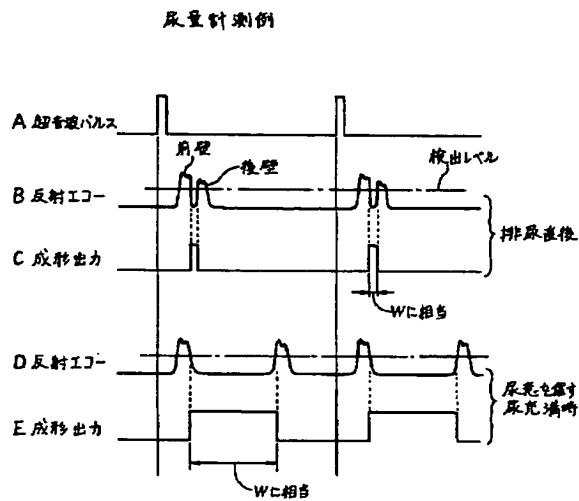 尿量計測例
A 超音波パルス
前壁
後壁
検出レベル
B 反射エコー
排尿直後
C 成形出力
Wに相当
D 反射エコー
尿意を催す
尿充満時
E 成形出力
Wに相当